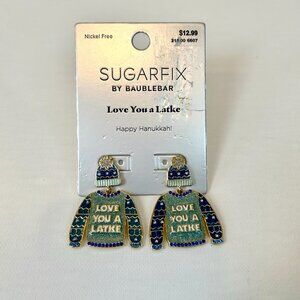 Nickel Free
$12.99
SUGARFIX
BY BAUBLEBAR
Love You a Latke
Happy Hanukkah!
LOVE
YOU A
LATKE
LOVE
YOU A
LATKE